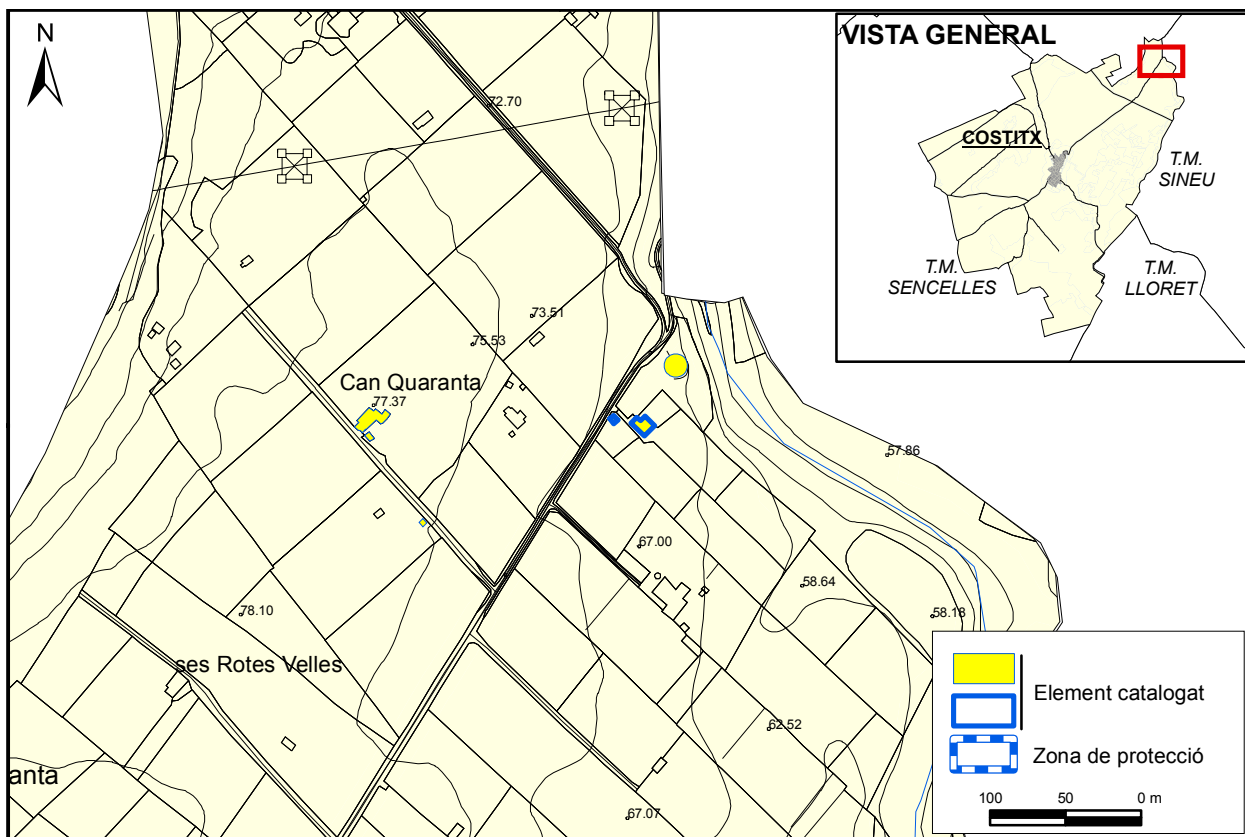 N
VISTA GENERAL
COSTITX
T.M.
SINEU
T.M.
SENCELLES
T.M.
LLORET
72.70
73.51
75.53
Can Quaranta
77.37
57.86
67.00
58.64
58.18
78.10
ses Rotes Velles
62.52
anta
67.07
Element catalogat
Zona de protecció
100 50 0 m